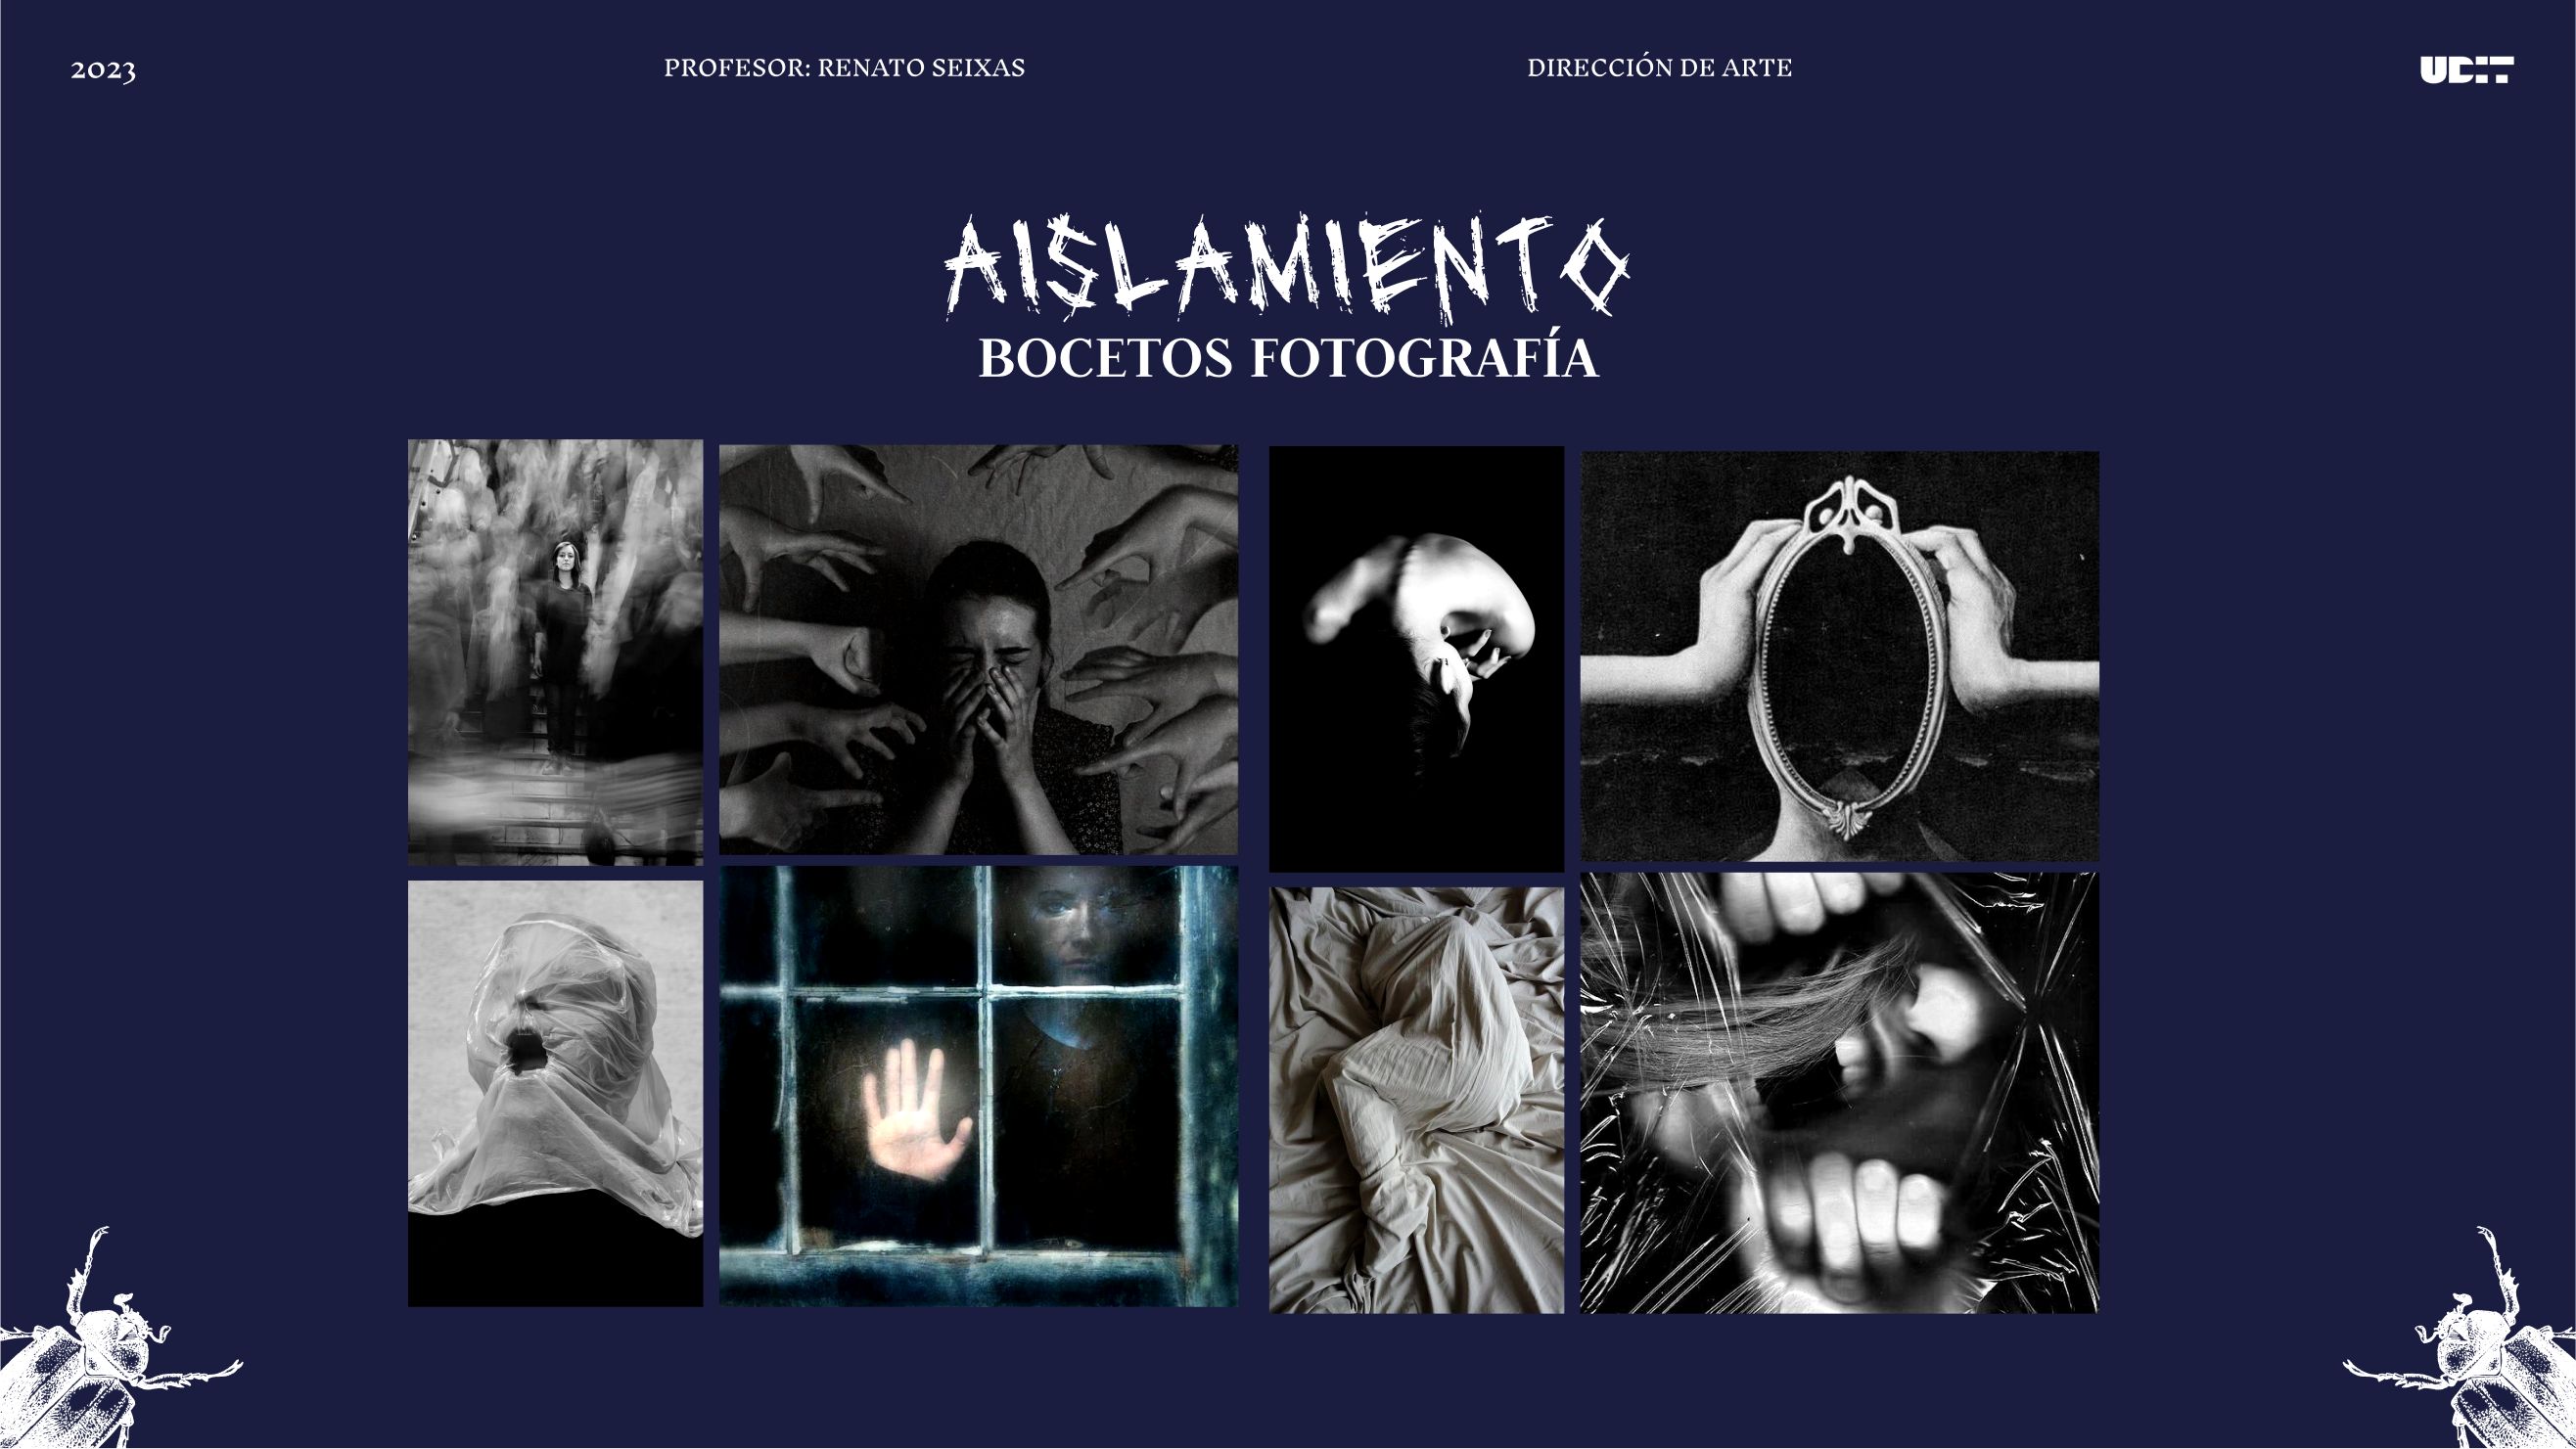 2023
PROFESOR: RENATO SEIXAS
DIRECCIÓN DE ARTE
UDIT
AISLAMIENTO
BOCETOS FOTOGRAFÍA